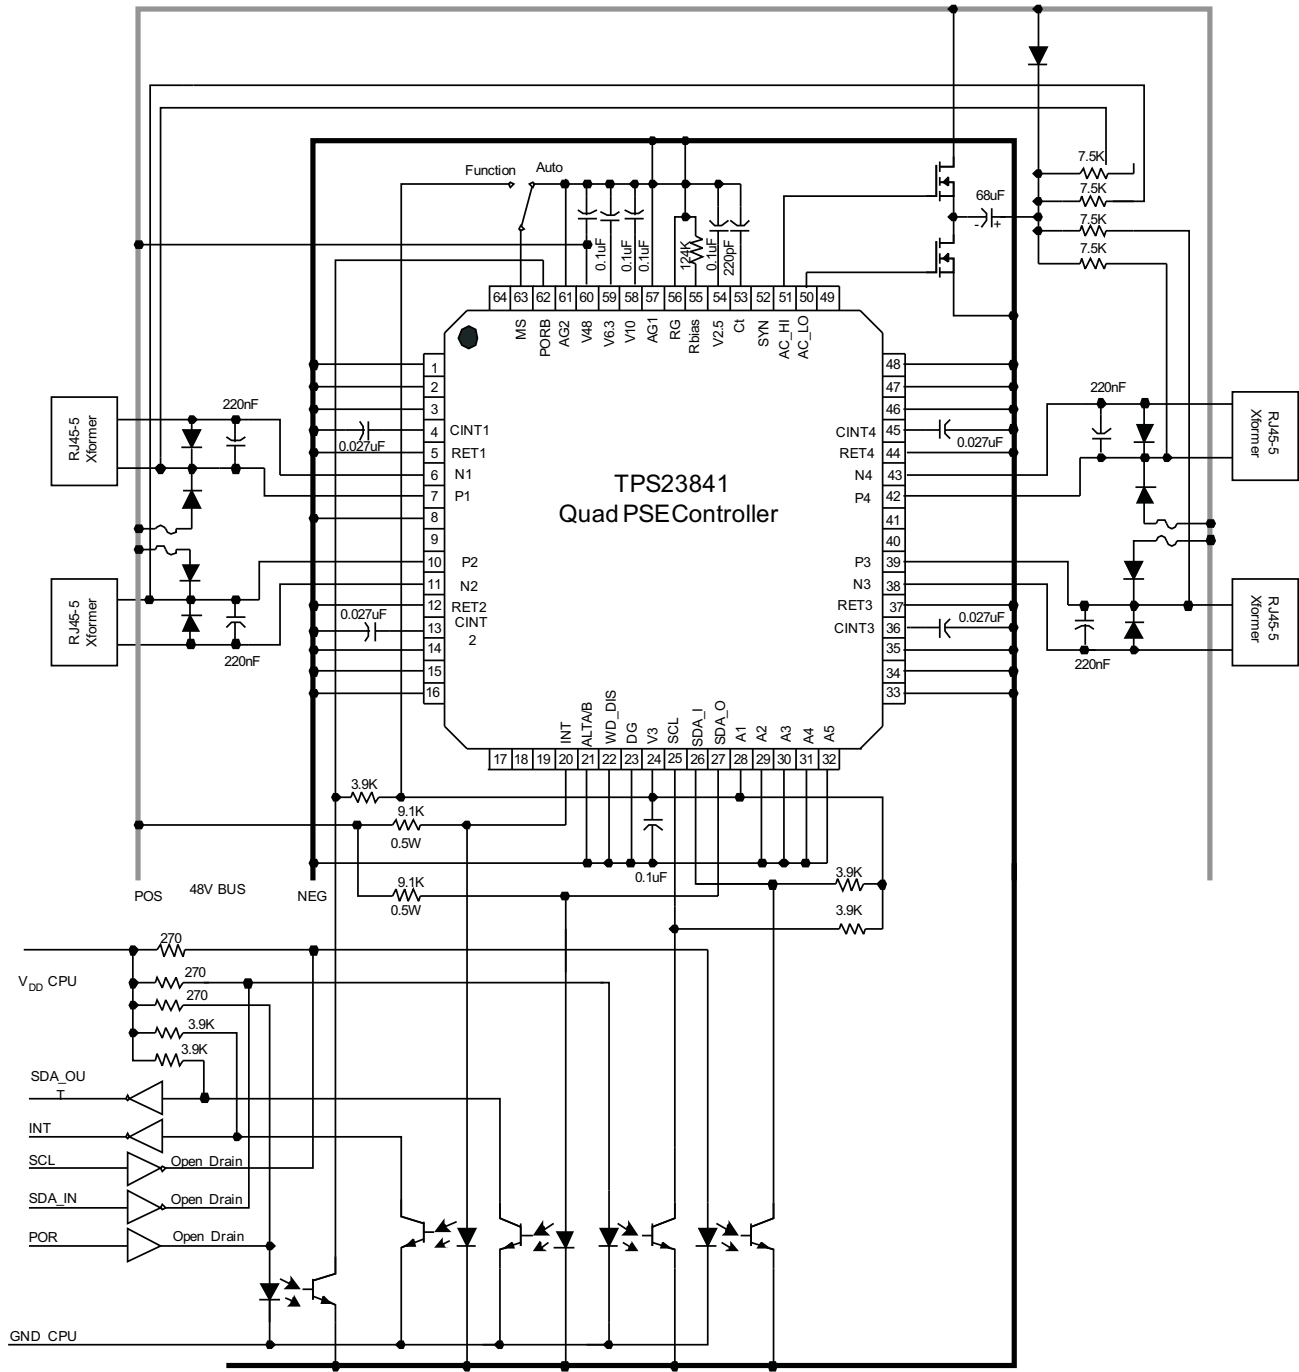 7.5K
Function
Auto
7.5K
68uF
-
+
7.5K
7.5K
0.1uF
0.1uF
0.1uF
124K
0.1uF
220pF
64 63 62 61 60 59 58 57 56 55 54 53 52 51 50 49
MS
PORB
AG2
V48
V6.3
V10
AG1
RG
Rbias
V2.5
Ct
SYN
AC_HI
AC_LO
1
48
2
47
220nF
3
46
220nF
RJ45-5
Xformer
4
CINT1
0.027uF
CINT4
45
0.027uF
RJ45-5
Xformer
5
RET1
RET4
44
6
N1
N4
43
7
P1
P4
42
TPS23841
Quad PSE Controller
8
41
9
40
10
P2
P3
39
11
N2
N3
38
RJ45-5
Xformer
0.027uF
12
RET2
RET3
37
0.027uF
RJ45-5
Xformer
13
CINT
2
CINT3
36
14
35
220nF
220nF
15
34
16
33
INT
ALTA/B
WD_DIS
DG
V3
SCL
SDA_I
SDA_O
A1
A2
A3
A4
A5
17 18 19 20 21 22 23 24 25 26 27 28 29 30 31 32
3.9K
9.1K
0.5W
0.1uF
3.9K
POS
48V BUS
NEG
9.1K
0.5W
3.9K
270
VDD CPU
270
270
3.9K
3.9K
SDA_OU
T
INT
SCL
Open Drain
SDA_IN
Open Drain
POR
Open Drain
GND CPU